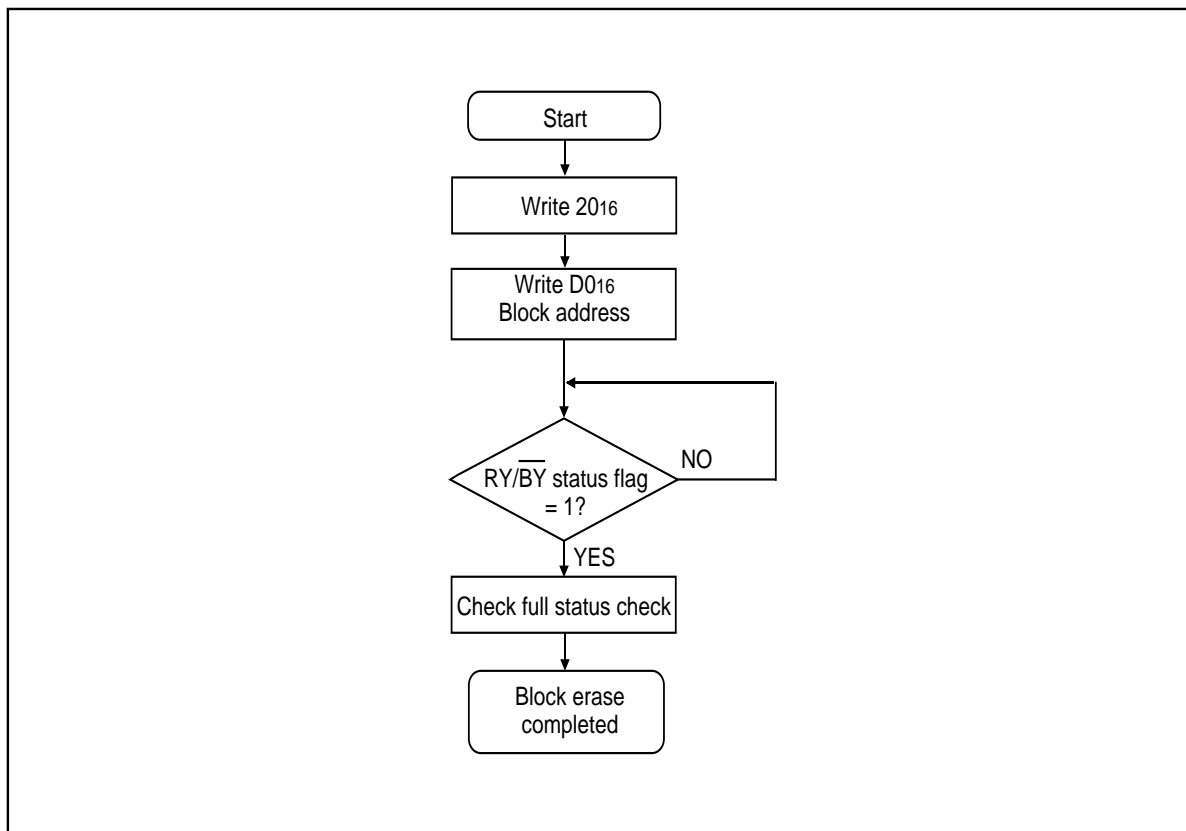 Start
Write 2016
Write D016
Block address
NO
RY/B̅Y̅ status flag
= 1?
YES
Check full status check
Block erase
completed